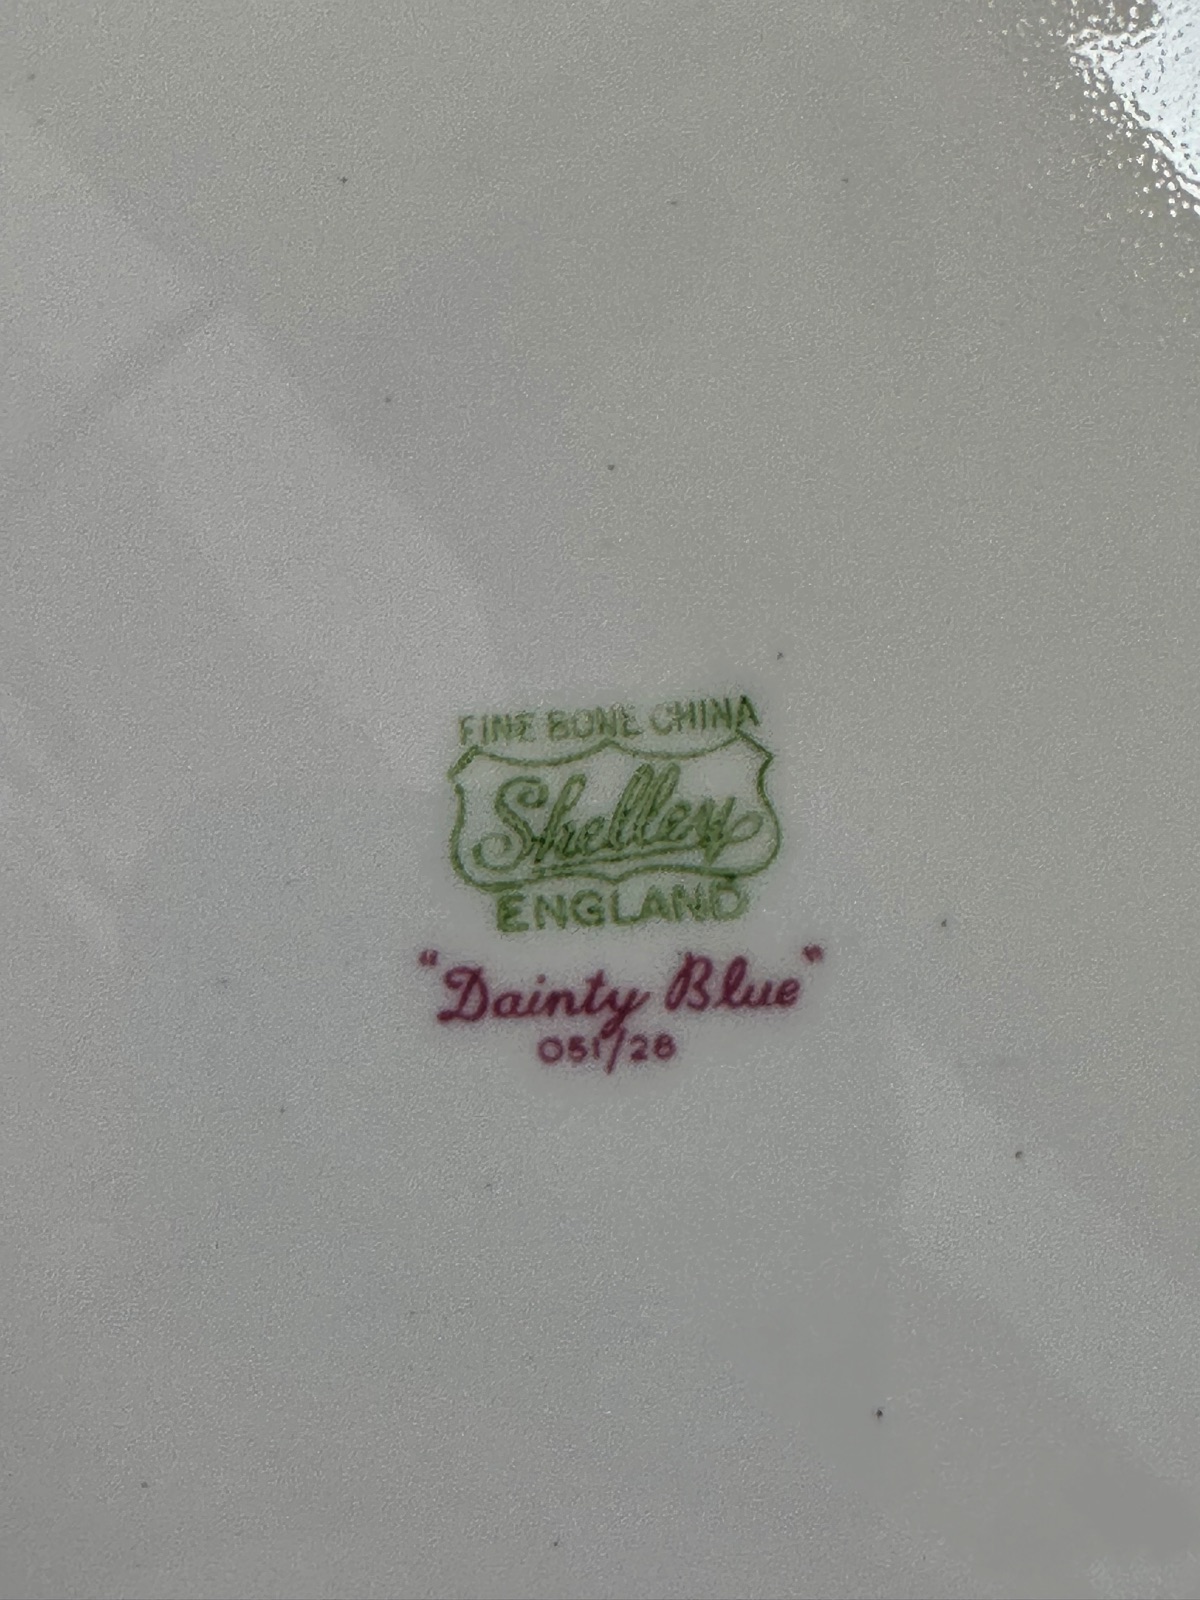 FINE BONE CHINA
Shelley
ENGLAND
"Dainty Blue"
051/28